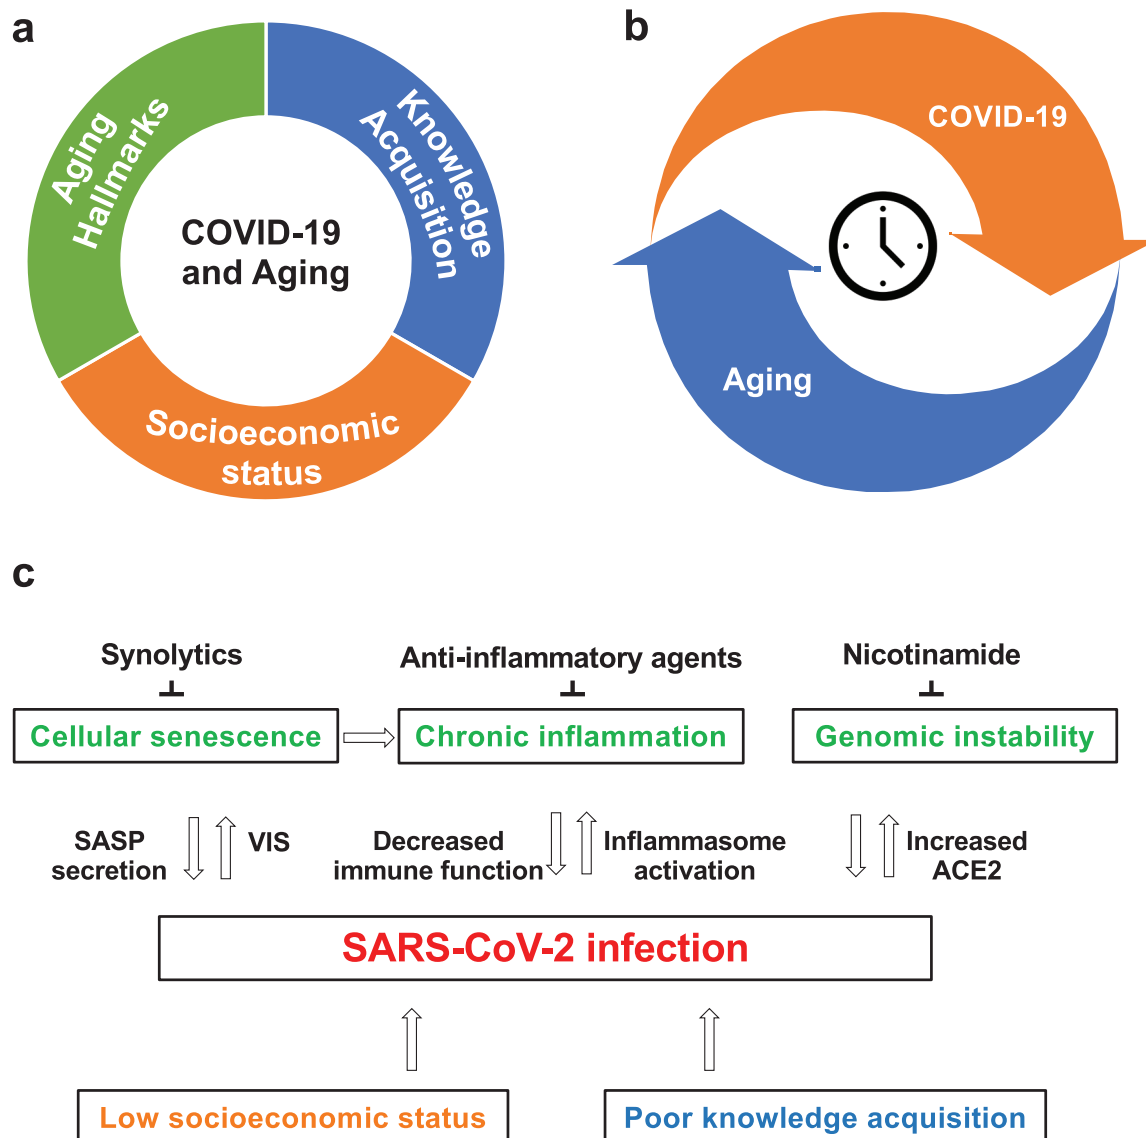 a
Aging
Hallmarks
Knowledge
Acquisition
COVID-19
and Aging
Socioeconomic
status
b
COVID-19
Aging
c
Synolytics
Anti-inflammatory agents
Nicotinamide
Cellular senescence
Chronic inflammation
Genomic instability
SASP
secretion
VIS
Decreased
immune function
Inflammasome
activation
Increased
ACE2
SARS-CoV-2 infection
Low socioeconomic status
Poor knowledge acquisition